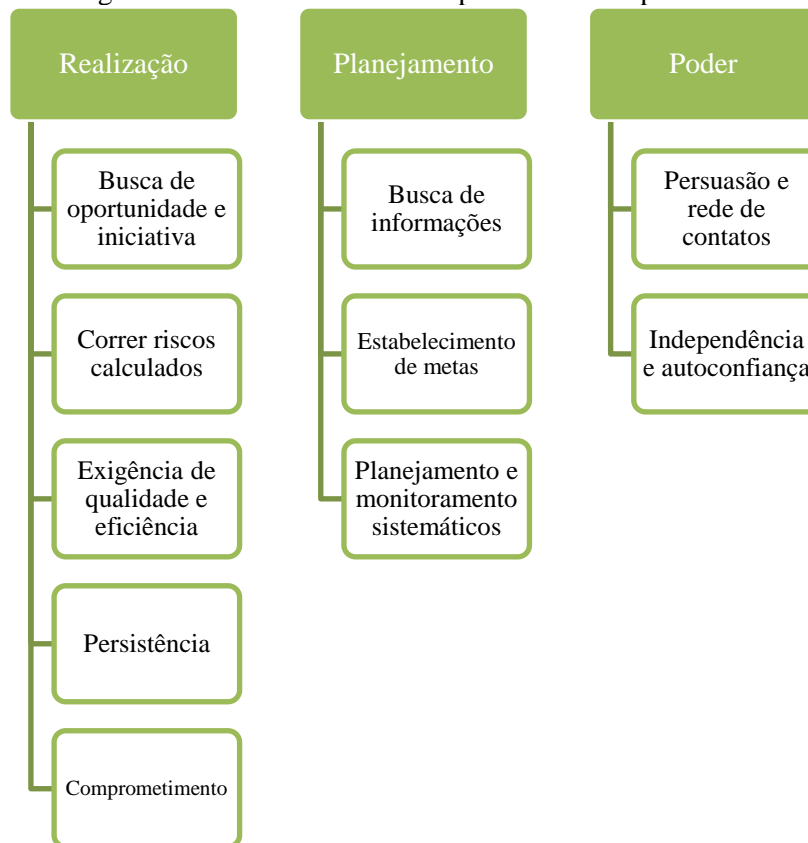 Realização
Busca de
oportunidade e
iniciativa
Correr riscos
calculados
Exigência de
qualidade e
eficiência
Persistência
Comprometimento
Planejamento
Busca de
informações
Estabelecimento
de metas
Planejamento e
monitoramento
sistemáticos
Poder
Persuasão e
rede de
contatos
Independência
e autoconfiança